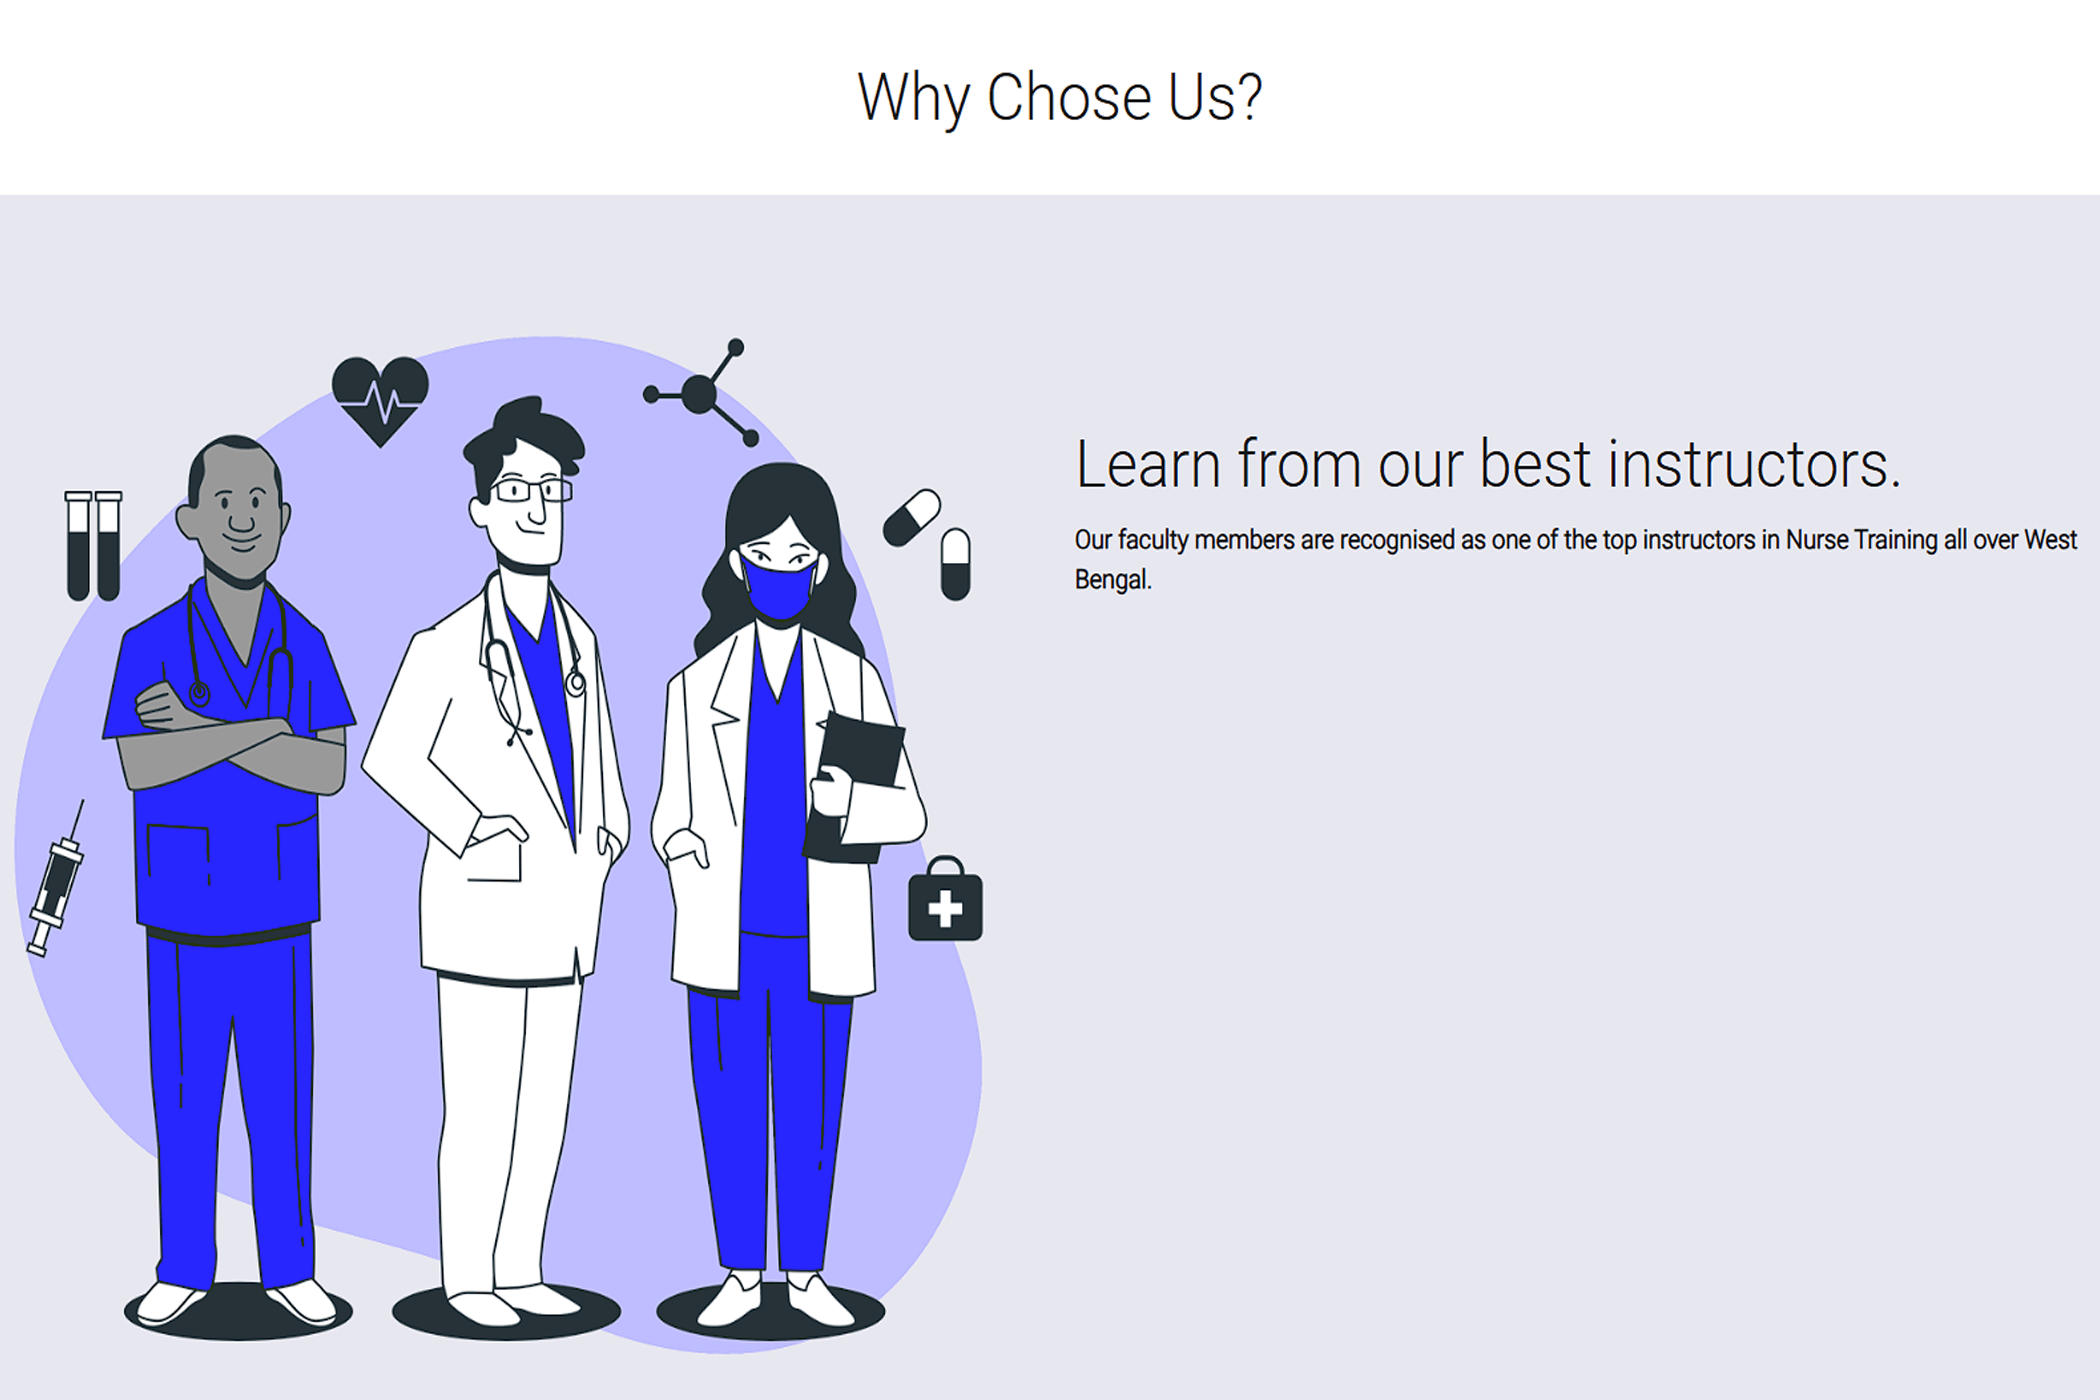 Why Chose Us?
Learn from our best instructors.
Our faculty members are recognised as one of the top instructors in Nurse Training all over West
Bengal.